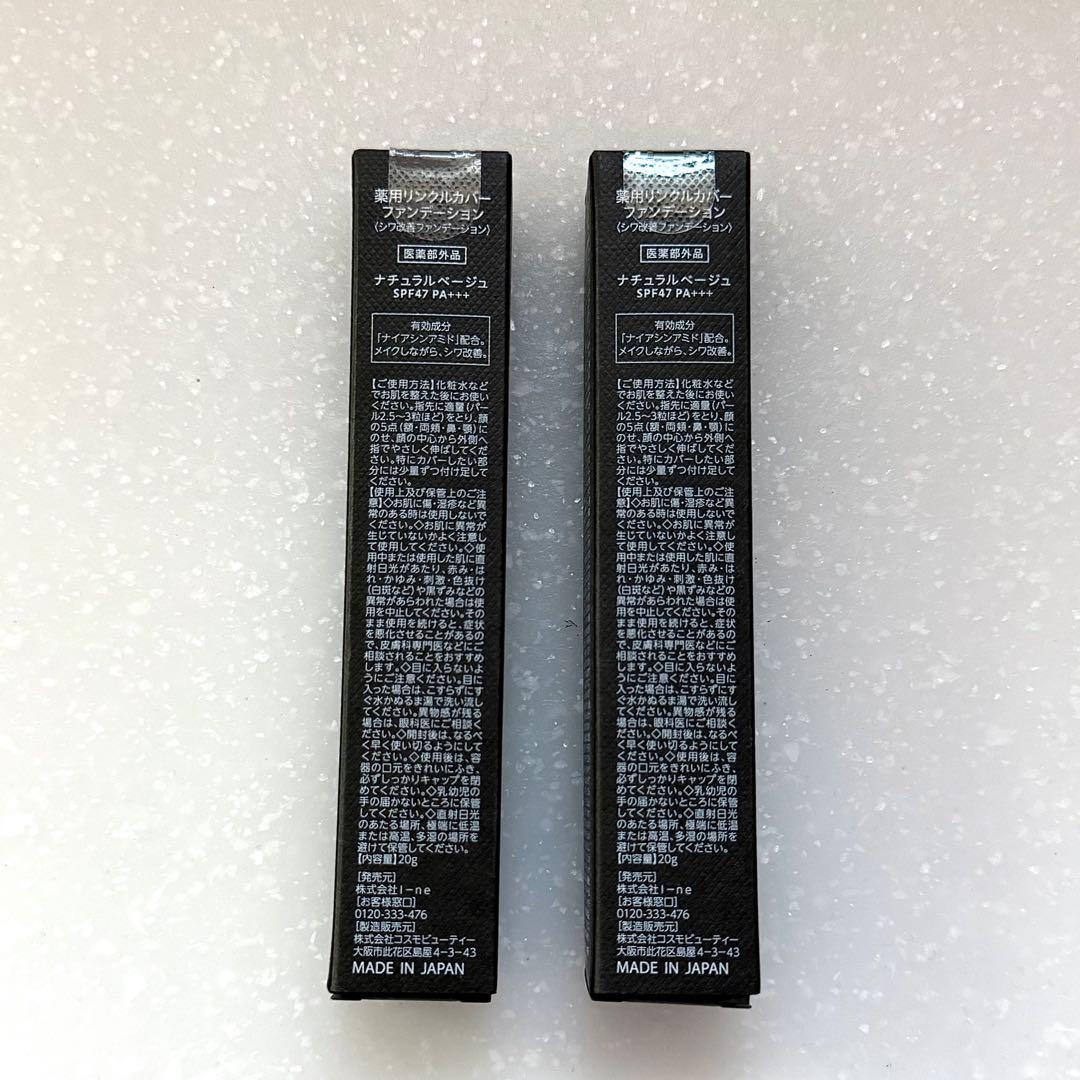 薬用リンクルカバー
ファンデーション
〈シワ改善ファンデーション〉
医薬部外品
ナチュラルベージュ
SPF47 PA+++
有効成分
「ナイアシンアミド」配合。
メイクしながら、シワ改善。
【ご使用方法】化粧水など
でお肌を整えた後にお使い
ください。指先に適量(パー
ル2.5〜3粒ほど)をとり、顔
の5点(額・両頬・鼻・顎)に
のせ、顔の中心から外側へ
指でやさしく伸ばしてくだ
さい。特にカバーしたい部
分には少量ずつ付け足して
ください。
【使用上及び保管上のご注
意】◇お肌に傷・湿疹など異
常のある時は使用しないで
ください。◇お肌に異常が
生じていないかよく注意し
て使用してください。◇使
用中または使用した肌に直
射日光があたり、赤み・は
れ・かゆみ・刺激・色抜け
(白斑など)や黒ずみなどの
異常があらわれた場合は使
用を中止してください。その
まま使用を続けると、症状
を悪化させることがあるの
で、皮膚科専門医などにご
相談されることをおすすめ
します。◇目に入らないよ
うにご注意ください。目に
入った場合は、こすらずにす
ぐ水かぬるま湯で洗い流し
てください。異物感が残る
場合は、眼科医にご相談く
ださい。◇開封後は、なるべ
く早く使い切るようにして
ください。◇使用後は、容
器の口元をきれいにふき、
必ずしっかりキャップを閉
めてください。◇乳幼児の
手の届かないところに保管
してください。◇直射日光
のあたる場所、極端に低温
または高温、多湿の場所を
避けて保管してください。
【内容量】20g
[発売元]
株式会社I-ne
[お客様窓口]
0120-333-476
[製造販売元]
株式会社コスモビューティー
大阪市此花区島屋4-3-43
MADE IN JAPAN
薬用リンクルカバー
ファンデーション
〈シワ改善ファンデーション〉
医薬部外品
ナチュラルベージュ
SPF47 PA+++
有効成分
「ナイアシンアミド」配合。
メイクしながら、シワ改善。
【ご使用方法】化粧水など
でお肌を整えた後にお使い
ください。指先に適量(パー
ル2.5〜3粒ほど)をとり、顔
の5点(額・両頬・鼻・顎)に
のせ、顔の中心から外側へ
指でやさしく伸ばしてくだ
さい。特にカバーしたい部
分には少量ずつ付け足して
ください。
【使用上及び保管上のご注
意】◇お肌に傷・湿疹など異
常のある時は使用しないで
ください。◇お肌に異常が
生じていないかよく注意し
て使用してください。◇使
用中または使用した肌に直
射日光があたり、赤み・は
れ・かゆみ・刺激・色抜け
(白斑など)や黒ずみなどの
異常があらわれた場合は使
用を中止してください。その
まま使用を続けると、症状
を悪化させることがあるの
で、皮膚科専門医などにご
相談されることをおすすめ
します。◇目に入らないよ
うにご注意ください。目に
入った場合は、こすらずにす
ぐ水かぬるま湯で洗い流し
てください。異物感が残る
場合は、眼科医にご相談く
ださい。◇開封後は、なるべ
く早く使い切るようにして
ください。◇使用後は、容
器の口元をきれいにふき、
必ずしっかりキャップを閉
めてください。◇乳幼児の
手の届かないところに保管
してください。◇直射日光
のあたる場所、極端に低温
または高温、多湿の場所を
避けて保管してください。
【内容量】20g
[発売元]
株式会社I-ne
[お客様窓口]
0120-333-476
[製造販売元]
株式会社コスモビューティー
大阪市此花区島屋4-3-43
MADE IN JAPAN